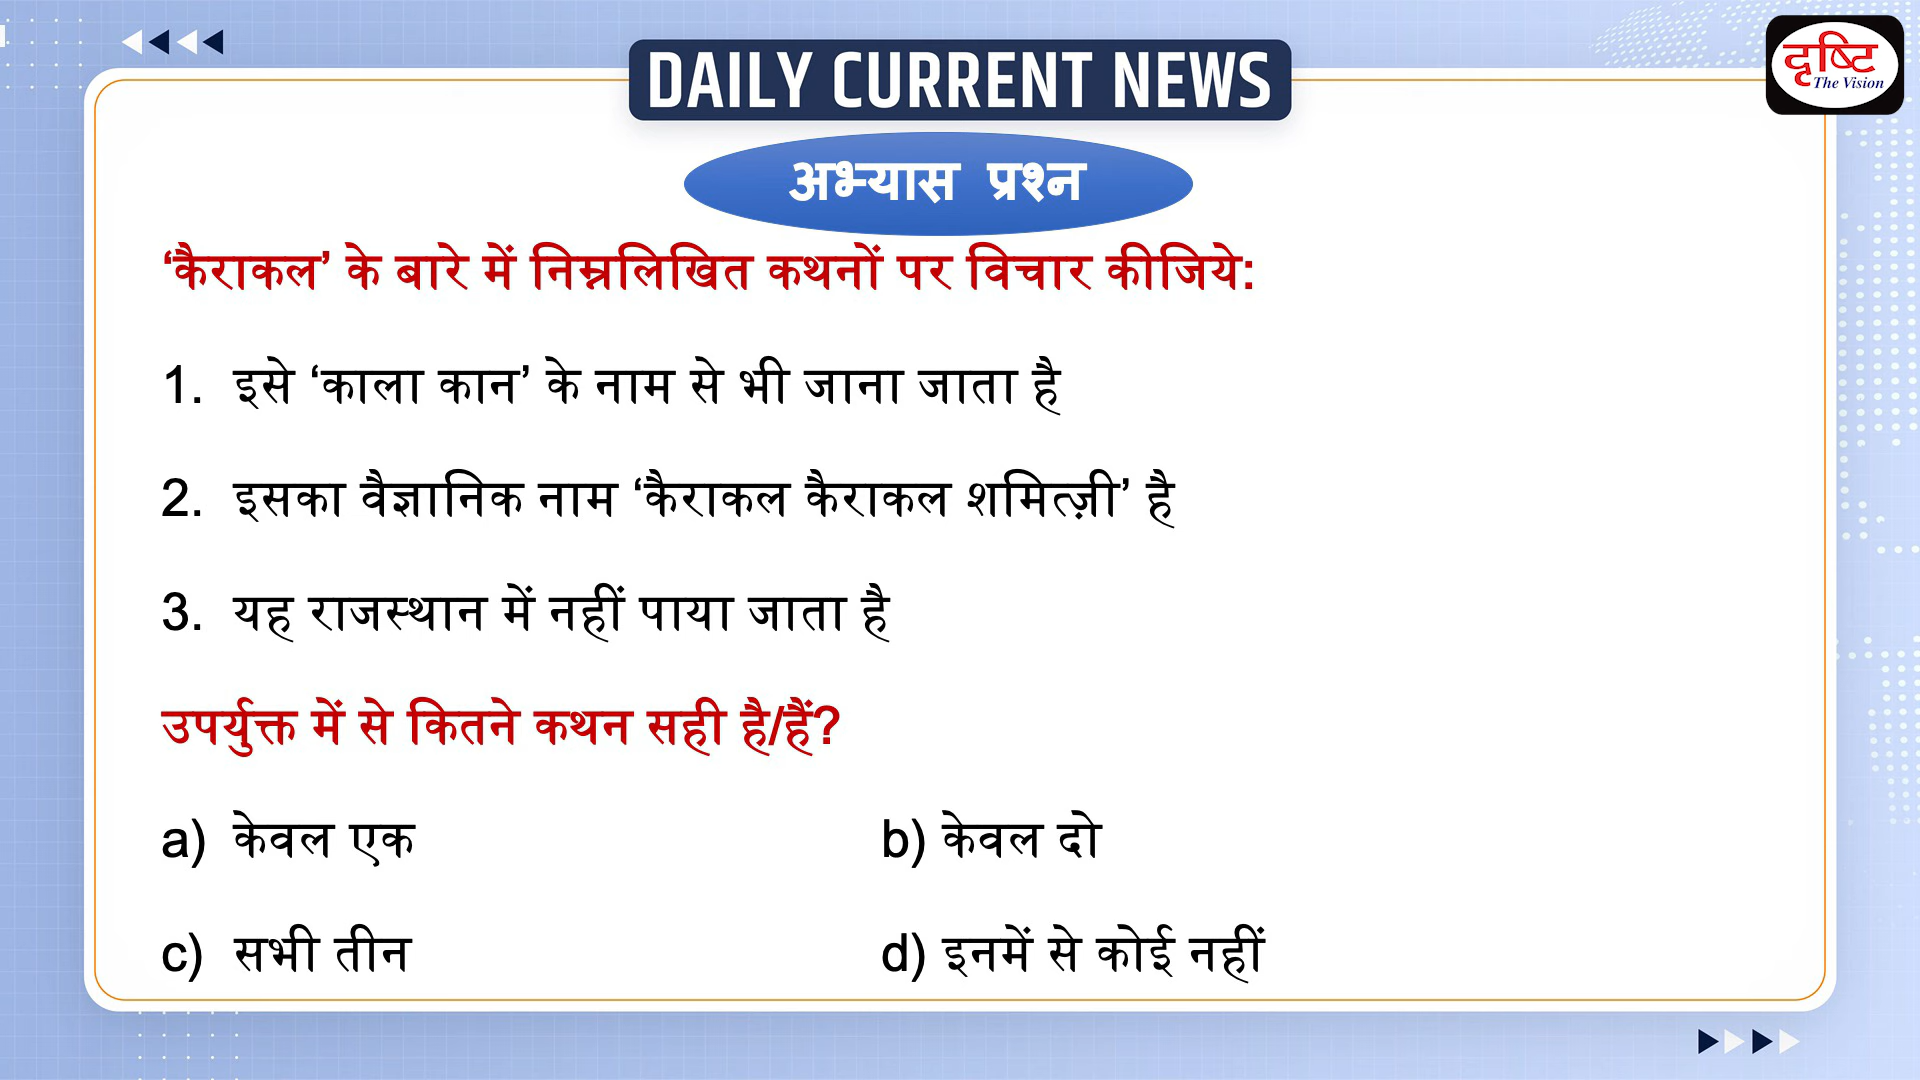 DAILY CURRENT NEWS
दृष्टि
The Vision
अभ्यास प्रश्न
‘कैराकल’ के बारे में निम्नलिखित कथनों पर विचार कीजिये:
1. इसे ‘काला कान’ के नाम से भी जाना जाता है
2. इसका वैज्ञानिक नाम ‘कैराकल कैराकल शमित्ज़ी’ है
3. यह राजस्थान में नहीं पाया जाता है
उपर्युक्त में से कितने कथन सही है/हैं?
a) केवल एक b) केवल दो
c) सभी तीन d) इनमें से कोई नहीं